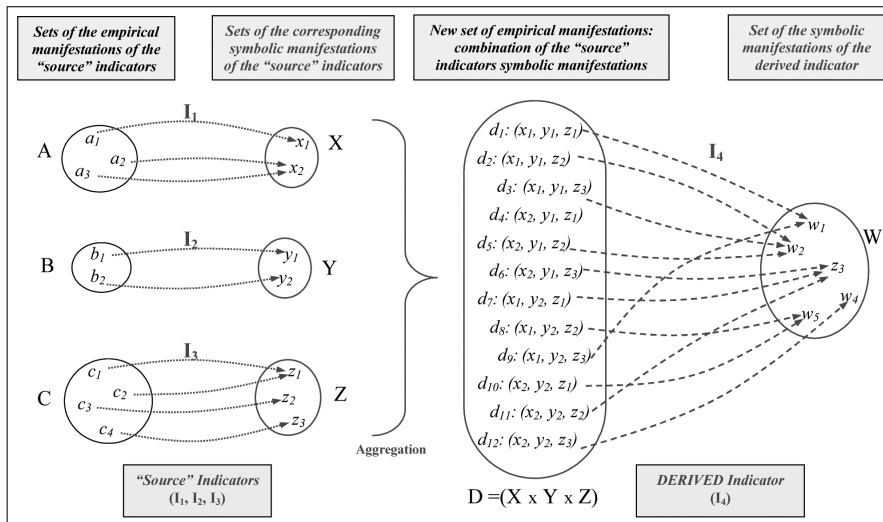 Sets of the empirical
manifestations of the
“source” indicators
Sets of the corresponding
symbolic manifestations
of the “source” indicators
New set of empirical manifestations:
combination of the “source”
indicators symbolic manifestations
Set of the symbolic
manifestations of the
derived indicator
I1
A
a1
a2
a3
x1
x2
X
I2
B
b1
b2
y1
y2
Y
I3
C
c1
c2
c3
c4
z1
z2
z3
Z
Aggregation
d1: (x1, y1, z1)
d2: (x1, y1, z2)
d3: (x1, y1, z3)
d4: (x2, y1, z1)
d5: (x2, y1, z2)
d6: (x2, y1, z3)
d7: (x1, y2, z1)
d8: (x1, y2, z2)
d9: (x1, y2, z3)
d10: (x2, y2, z1)
d11: (x2, y2, z2)
d12: (x2, y2, z3)
I4
w1
w2
z3
w4
w5
W
“Source” Indicators
(I1, I2, I3)
D =(X x Y x Z)
DERIVED Indicator
(I4)